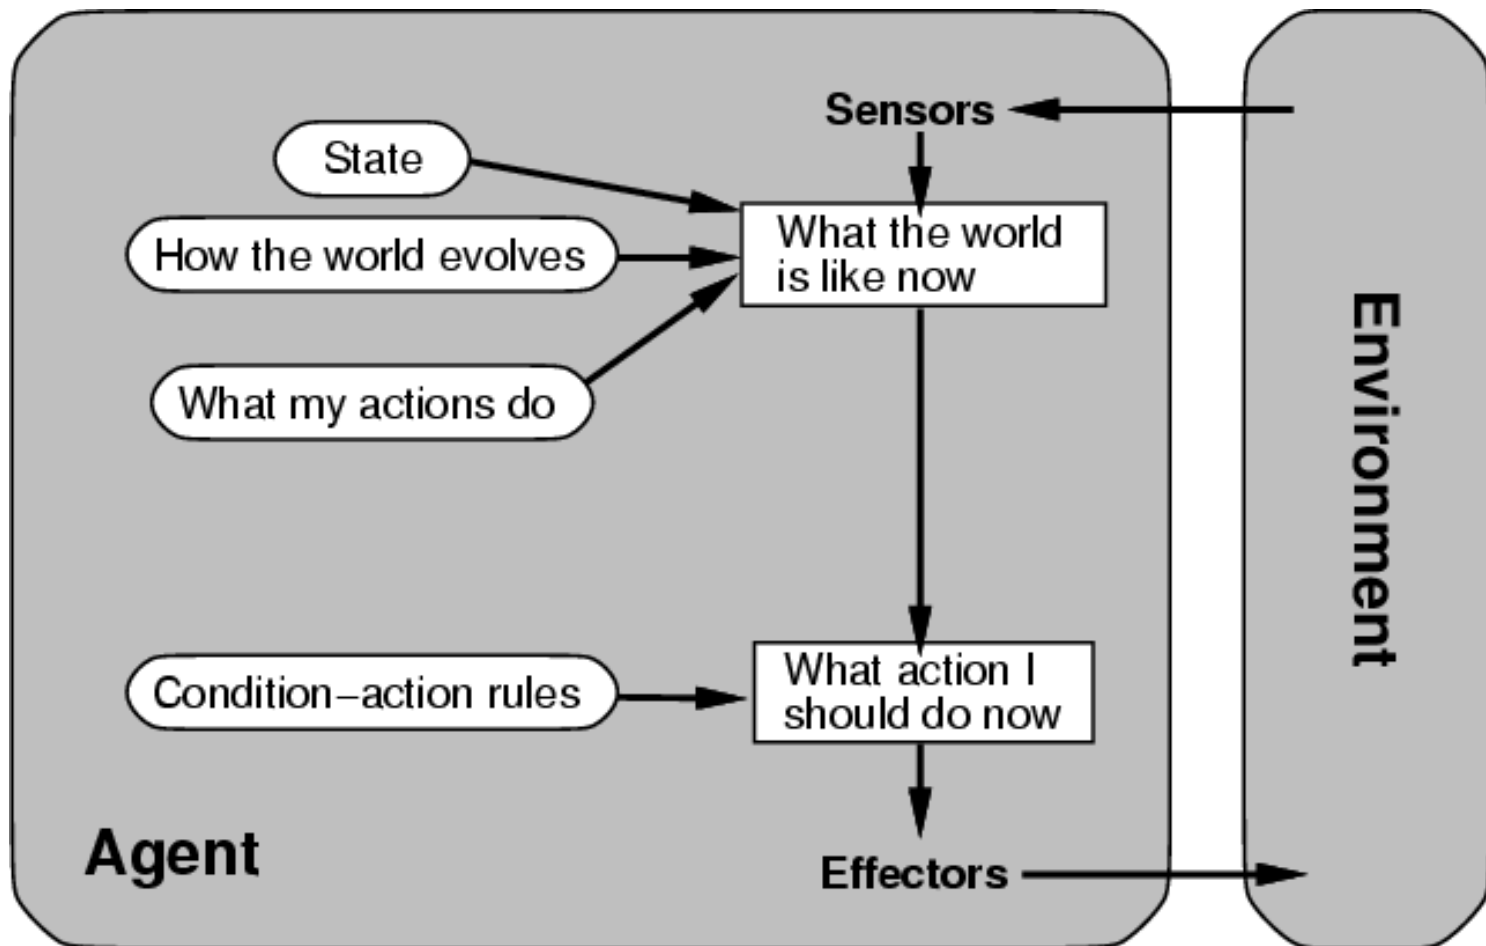 Sensors
State
What the world
is like now
How the world evolves
What my actions do
Environment
What action I
should do now
Condition–action rules
Agent
Effectors